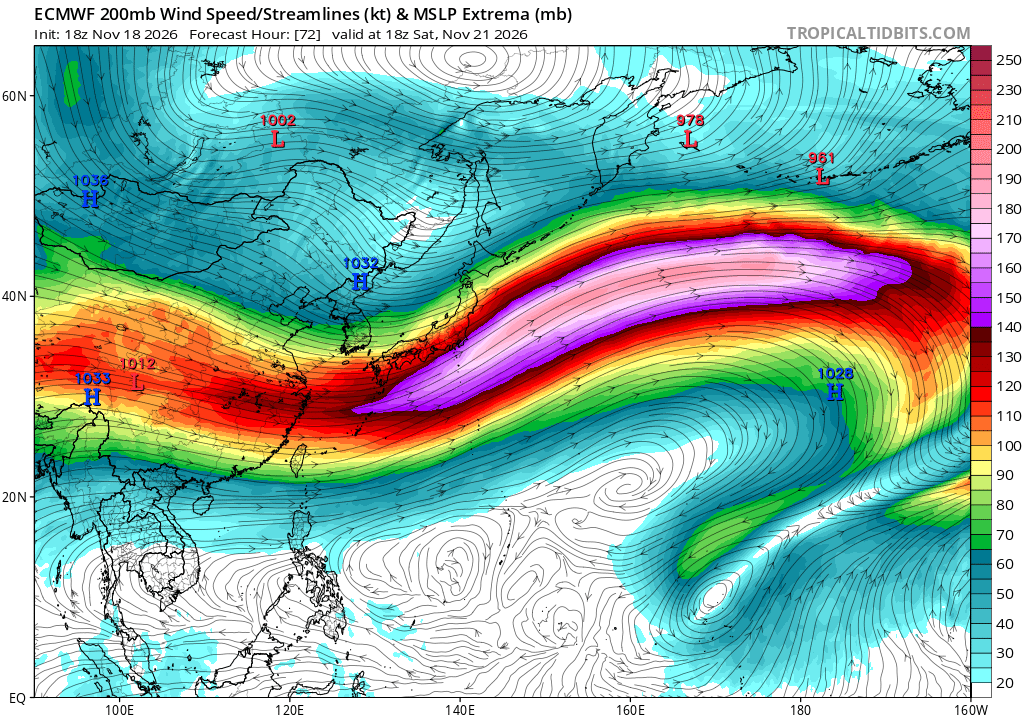 ECMWF 200mb Wind Speed/Streamlines (kt) & MSLP Extrema (mb)
Init: 18z Nov 18 2026 Forecast Hour: [72] valid at 18z Sat, Nov 21 2026
TROPICALTIDBITS.COM
60N
40N
20N
EQ
1002
L
978
L
961
L
1036
H
1032
H
1012
L
1033
H
1028
H
250
230
210
200
190
180
170
160
150
140
130
120
110
100
90
80
70
60
50
40
30
20
100E
120E
140E
160E
180
160W